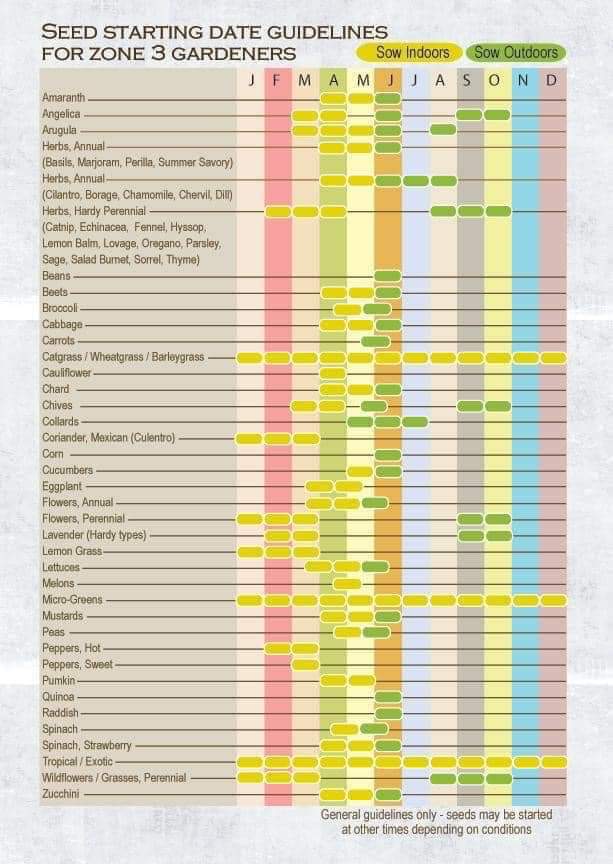 SEED STARTING DATE GUIDELINES
FOR ZONE 3 GARDENERS
Sow Indoors
Sow Outdoors
J F M A M J J A S O N D
Amaranth
Angelica
Arugula
Herbs, Annual
(Basils, Marjoram, Perilla, Summer Savory)
Herbs, Annual
(Cilantro, Borage, Chamomile, Chervil, Dill)
Herbs, Hardy Perennial
(Catnip, Echinacea, Fennel, Hyssop,
Lemon Balm, Lovage, Oregano, Parsley,
Sage, Salad Burnet, Sorrel, Thyme)
Beans
Beets
Broccoli
Cabbage
Carrots
Catgrass / Wheatgrass / Barleygrass
Cauliflower
Chard
Chives
Collards
Coriander, Mexican (Culentro)
Corn
Cucumbers
Eggplant
Flowers, Annual
Flowers, Perennial
Lavender (Hardy types)
Lemon Grass
Lettuces
Melons
Micro-Greens
Mustards
Peas
Peppers, Hot
Peppers, Sweet
Pumkin
Quinoa
Raddish
Spinach
Spinach, Strawberry
Tropical / Exotic
Wildflowers / Grasses, Perennial
Zucchini
General guidelines only - seeds may be started
at other times depending on conditions